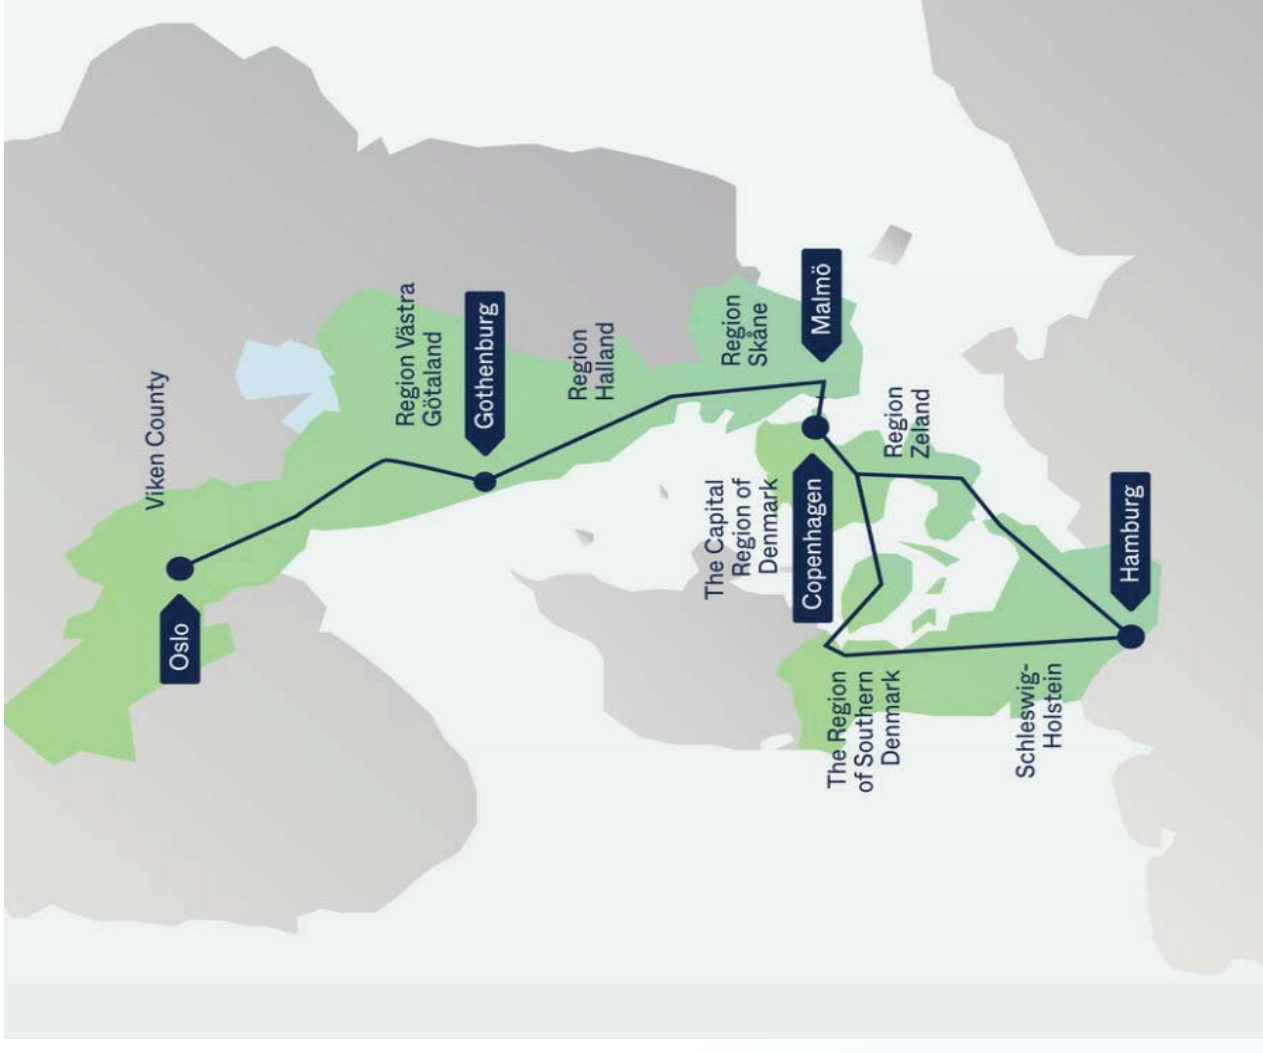 Oslo
Viken County
Region Västra
Götaland
Gothenburg
Region
Halland
Region
Skåne
Malmö
The Capital
Region of
Denmark
Copenhagen
Region
Zeland
The Region
of Southern
Denmark
Schleswig-
Holstein
Hamburg